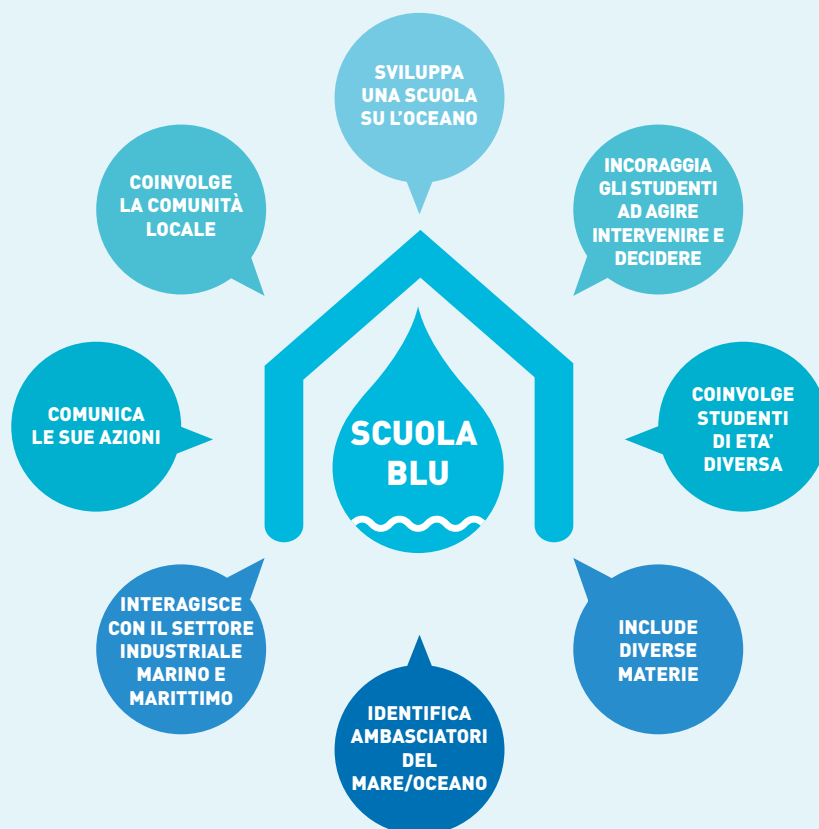 SVILUPPA
UNA SCUOLA
SU L'OCEANO
INCORAGGIA
GLI STUDENTI
AD AGIRE
INTERVENIRE E
DECIDERE
COINVOLGE
STUDENTI
DI ETA'
DIVERSA
INCLUDE
DIVERSE
MATERIE
IDENTIFICA
AMBASCIATORI
DEL
MARE/OCEANO
INTERAGISCE
CON IL SETTORE
INDUSTRIALE
MARINO E
MARITTIMO
COMUNICA
LE SUE AZIONI
COINVOLGE
LA COMUNITÀ
LOCALE
SCUOLA
BLU